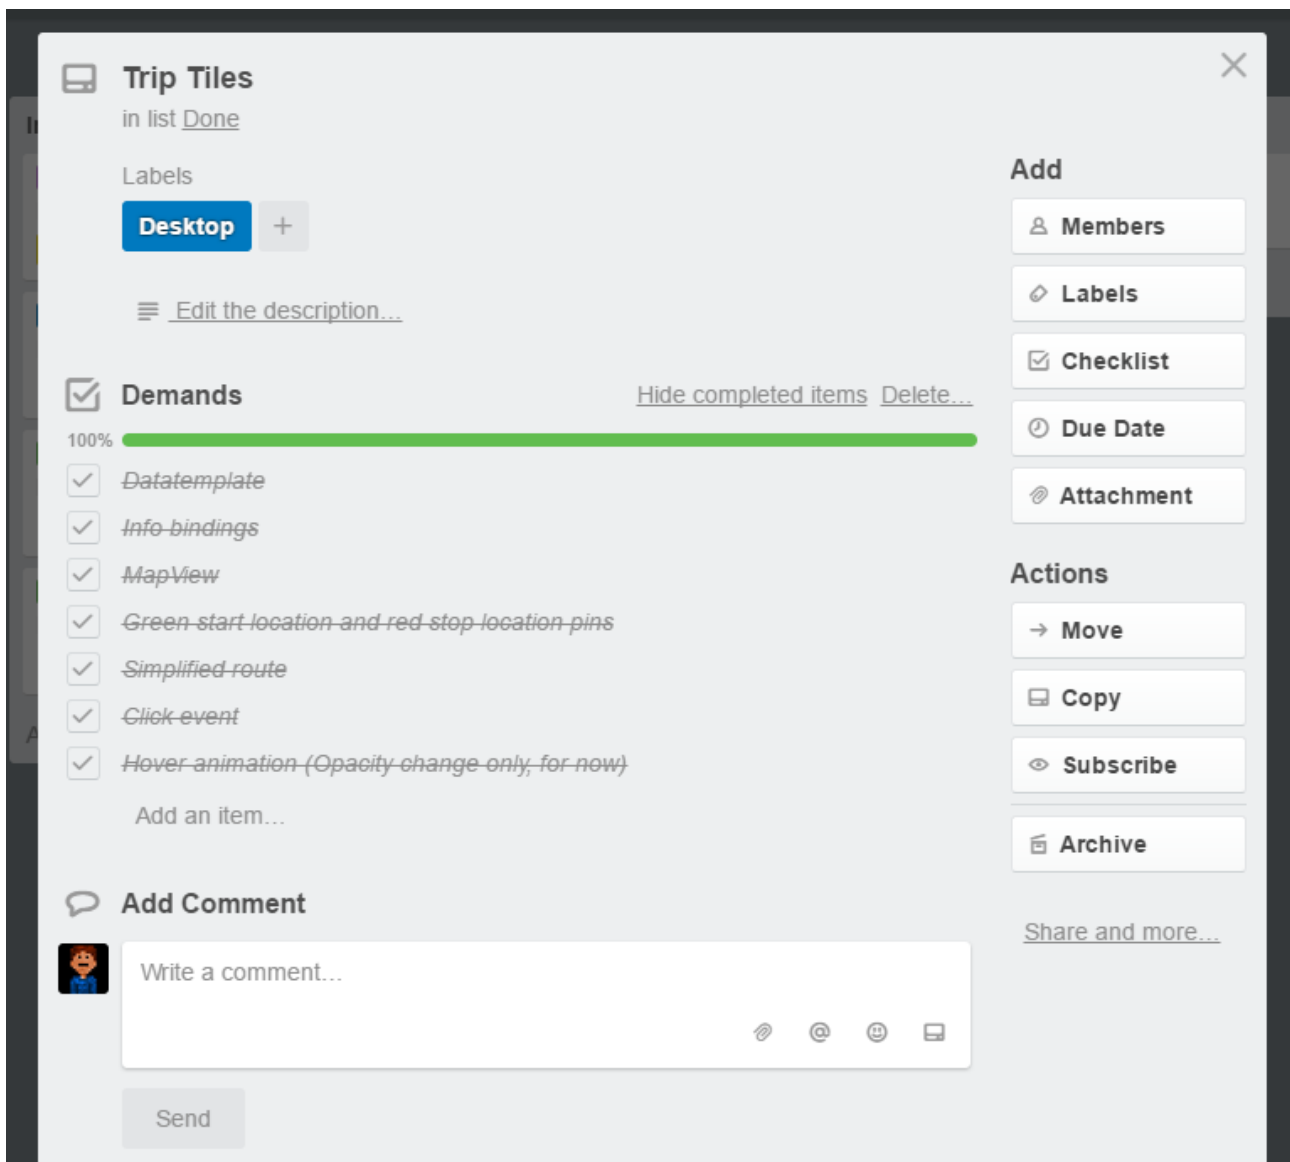 Trip Tiles
in list Done
Labels
Desktop +
Edit the description…
Demands Hide completed items Delete…
100%
Datatemplate
Info bindings
MapView
Green start location and red stop location pins
Simplified route
Click event
Hover animation (Opacity change only, for now)
Add an item…
Add Comment
Write a comment…
Send
Add
Members
Labels
Checklist
Due Date
Attachment
Actions
Move
Copy
Subscribe
Archive
Share and more…